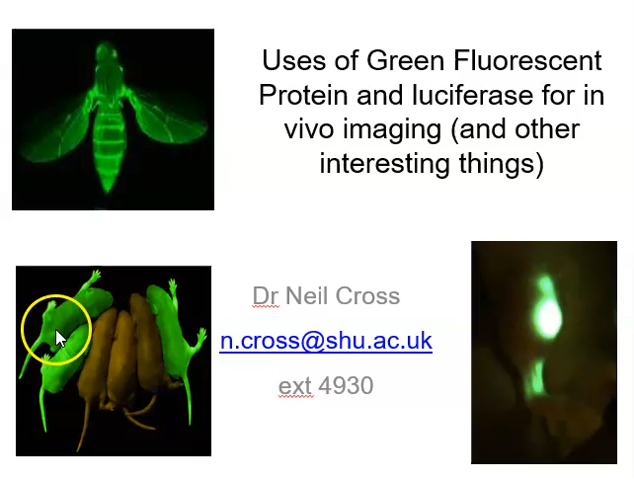 Uses of Green Fluorescent
Protein and luciferase for in
vivo imaging (and other
interesting things)
Dr Neil Cross
n.cross@shu.ac.uk
ext 4930